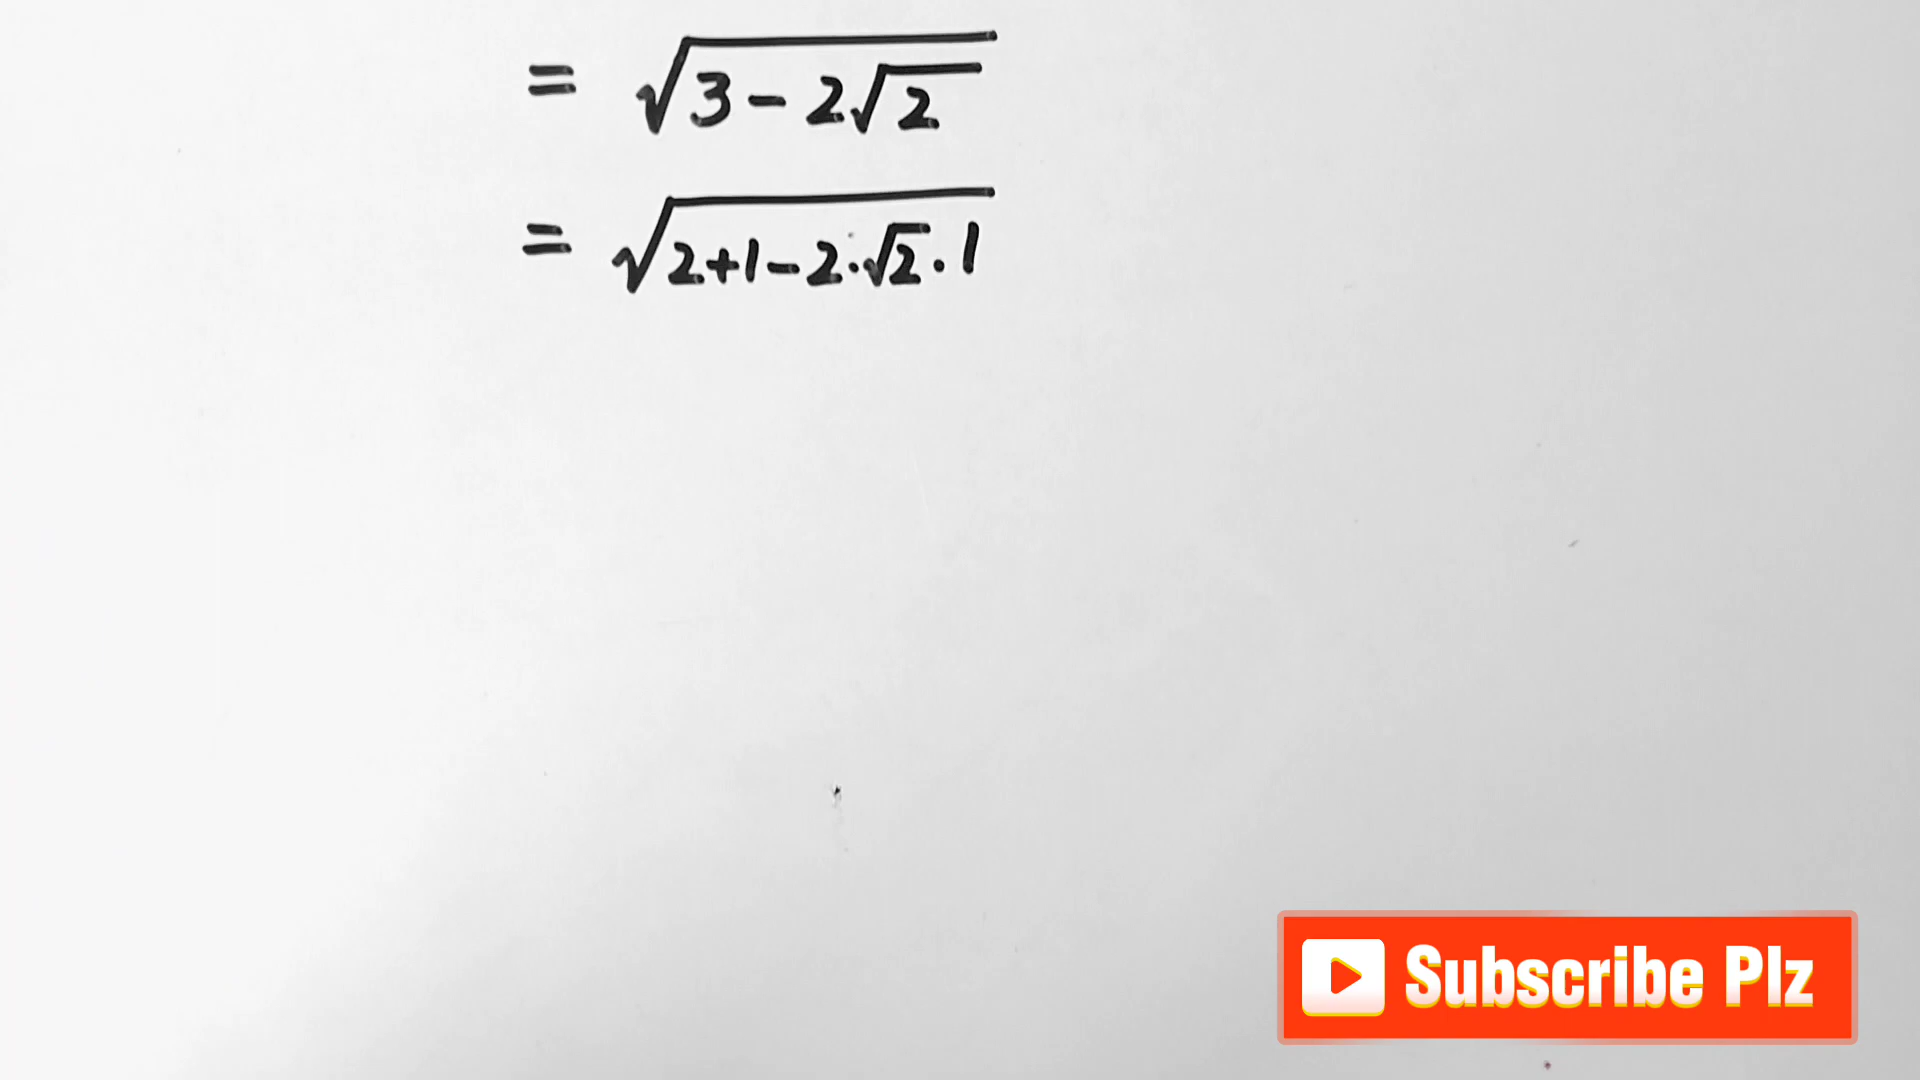 = √(3 - 2√2)
= √(2+1-2·√2·1)
Subscribe Plz